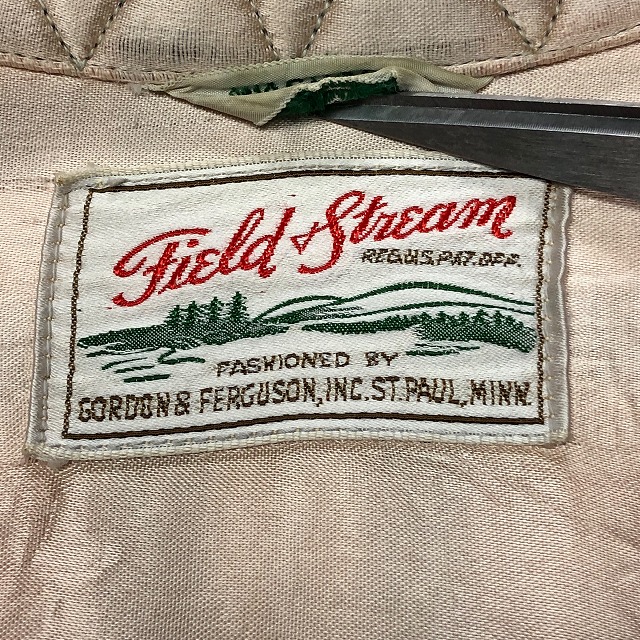 Field & Stream
REG.U.S.PAT.OFF.
FASHIONED BY
GORDON & FERGUSON, INC. ST. PAUL, MINN.